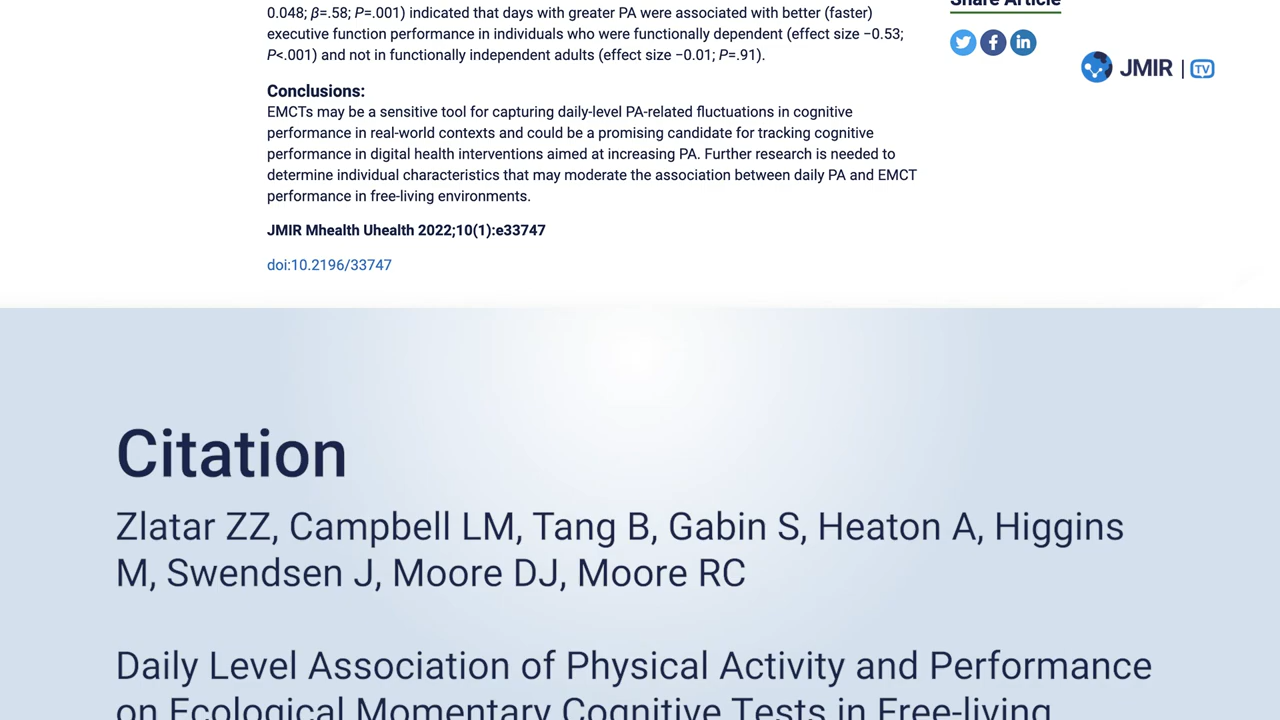 Share Article
0.048; β=.58; P=.001) indicated that days with greater PA were associated with better (faster)
executive function performance in individuals who were functionally dependent (effect size −0.53;
P<.001) and not in functionally independent adults (effect size −0.01; P=.91).
JMIR | TV
Conclusions:
EMCTs may be a sensitive tool for capturing daily-level PA-related fluctuations in cognitive
performance in real-world contexts and could be a promising candidate for tracking cognitive
performance in digital health interventions aimed at increasing PA. Further research is needed to
determine individual characteristics that may moderate the association between daily PA and EMCT
performance in free-living environments.
JMIR Mhealth Uhealth 2022;10(1):e33747
doi:10.2196/33747
Citation
Zlatar ZZ, Campbell LM, Tang B, Gabin S, Heaton A, Higgins
M, Swendsen J, Moore DJ, Moore RC
Daily Level Association of Physical Activity and Performance
on Ecological Momentary Cognitive Tests in Free-living